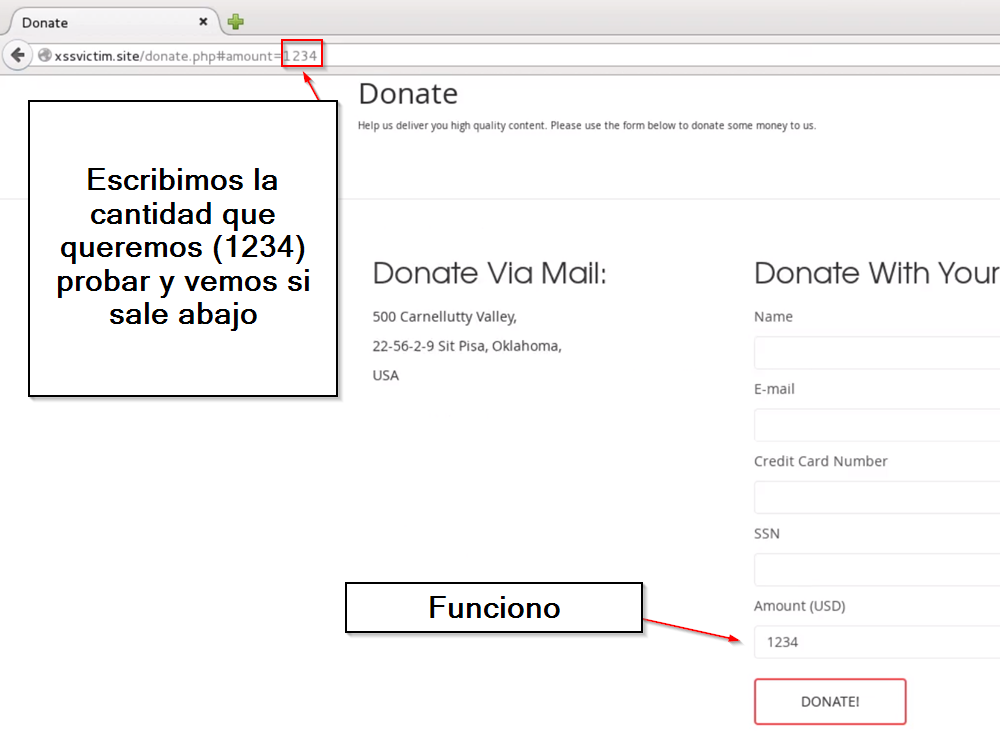 Donate
xssvictim.site/donate.php#amount=1234
Donate
Help us deliver you high quality content. Please use the form below to donate some money to us.
Escribimos la
cantidad que
queremos (1234)
probar y vemos si
sale abajo
Donate Via Mail:
500 Carnellutty Valley,
22-56-2-9 Sit Pisa, Oklahoma,
USA
Donate With Your
Name
E-mail
Credit Card Number
SSN
Amount (USD)
Funciono
1234
DONATE!